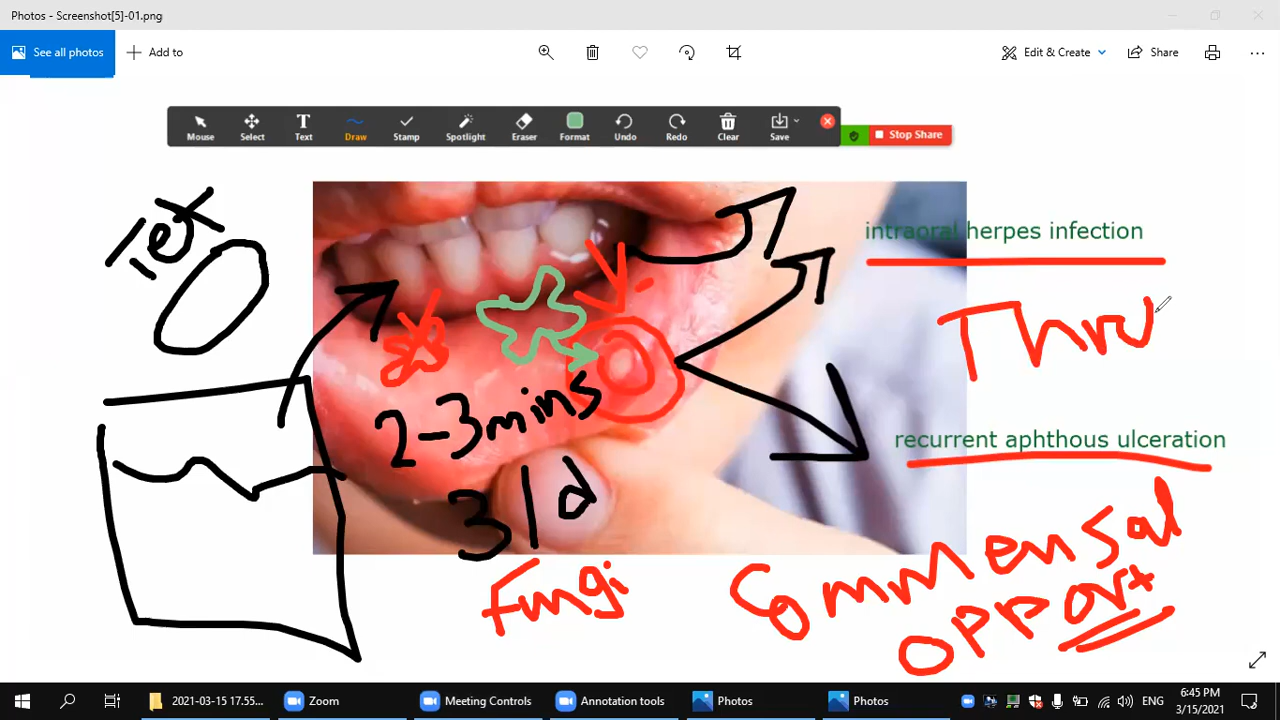 Photos - Screenshot[5]-01.png
See all photos
Add to
Edit & Create
Share
Mouse
Select
Text
Draw
Stamp
Spotlight
Eraser
Format
Undo
Redo
Clear
Save
Stop Share
Tet
intraoral herpes infection
Thru
2-3mins
recurrent aphthous ulceration
3/d
Fungi
Commensal
opport
2021-03-15 17.55...
Zoom
Meeting Controls
Annotation tools
Photos
Photos
ENG
6:45 PM
3/15/2021